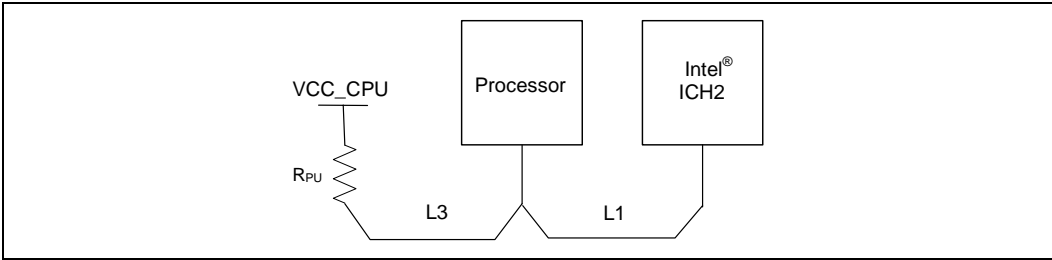 VCC_CPU
Processor
Intel®
ICH2
RPU
L3
L1